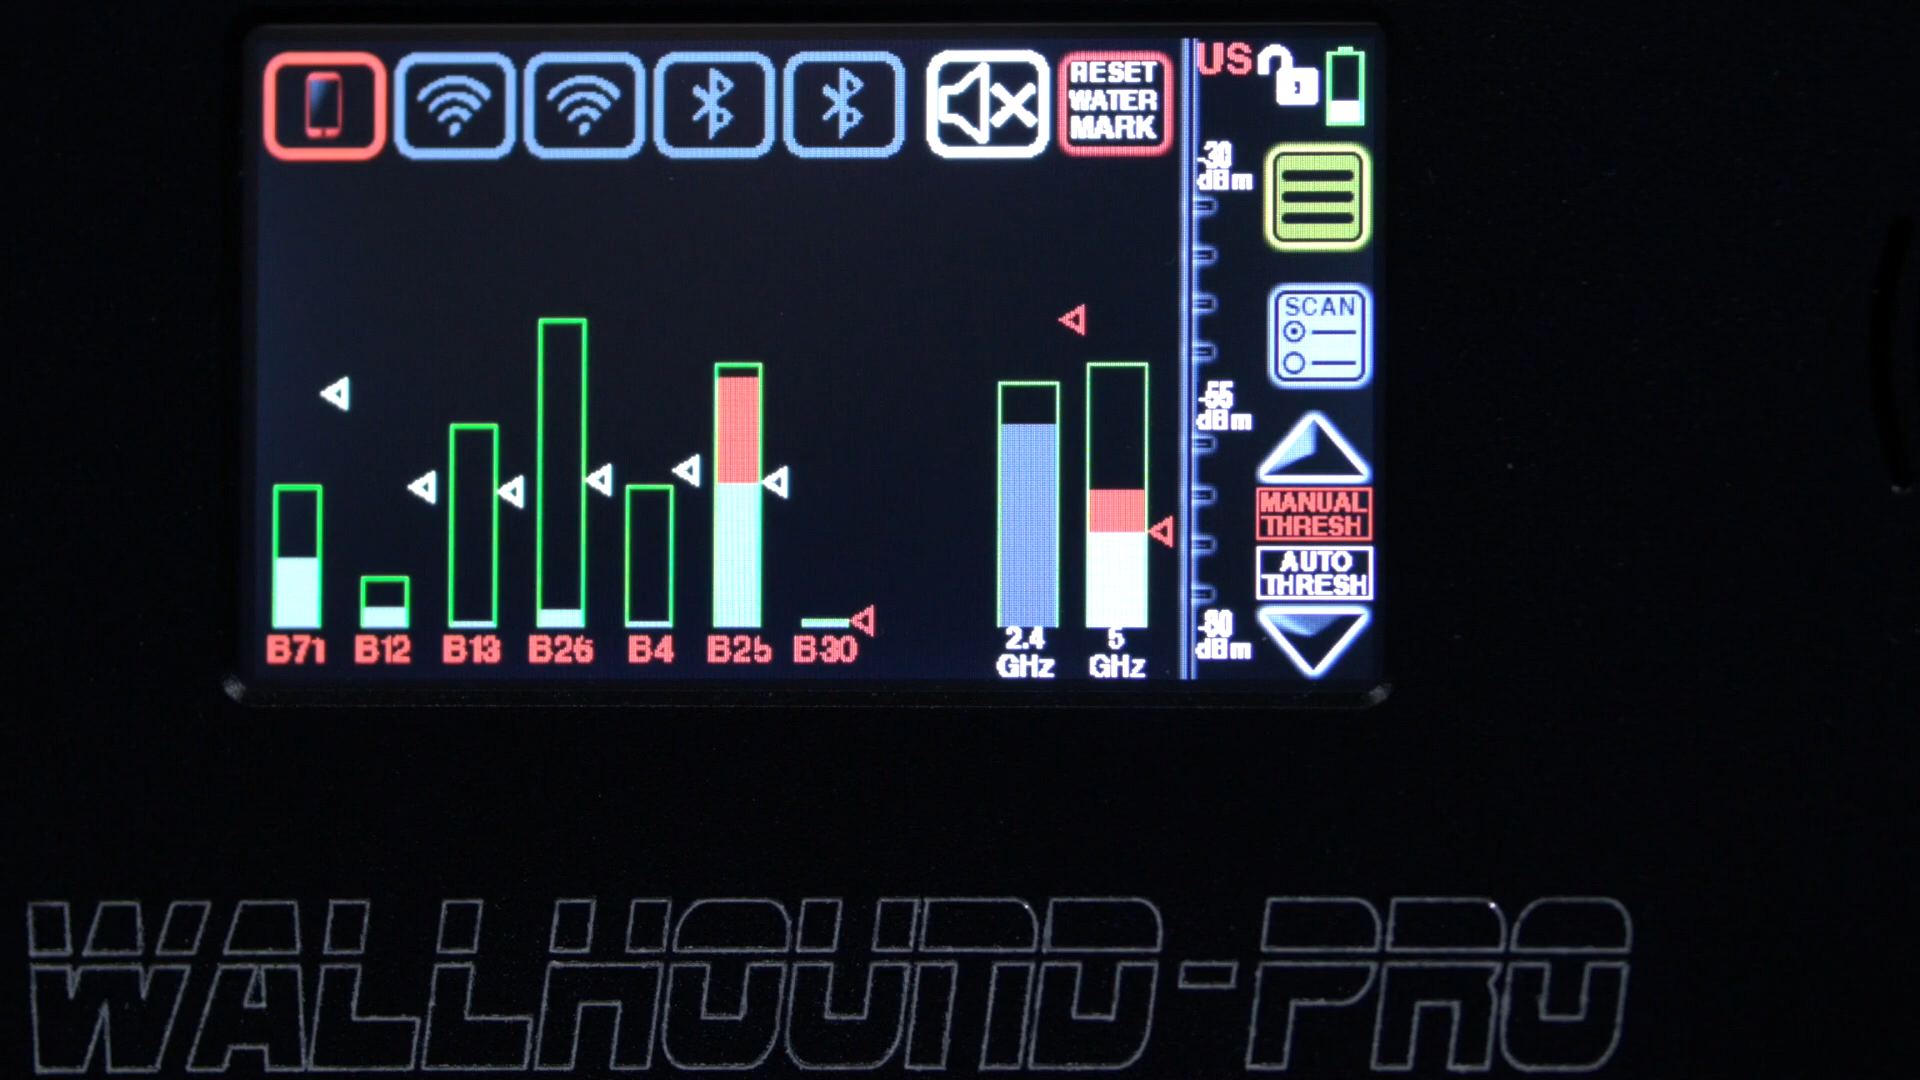 RESET
WATER
MARK
US
-30
dBm
SCAN
-55
dBm
MANUAL
THRESH
AUTO
THRESH
-80
dBm
B71
B12
B13
B26
B4
B25
B30
2.4
GHz
5
GHz
WALLHOUND-PRO